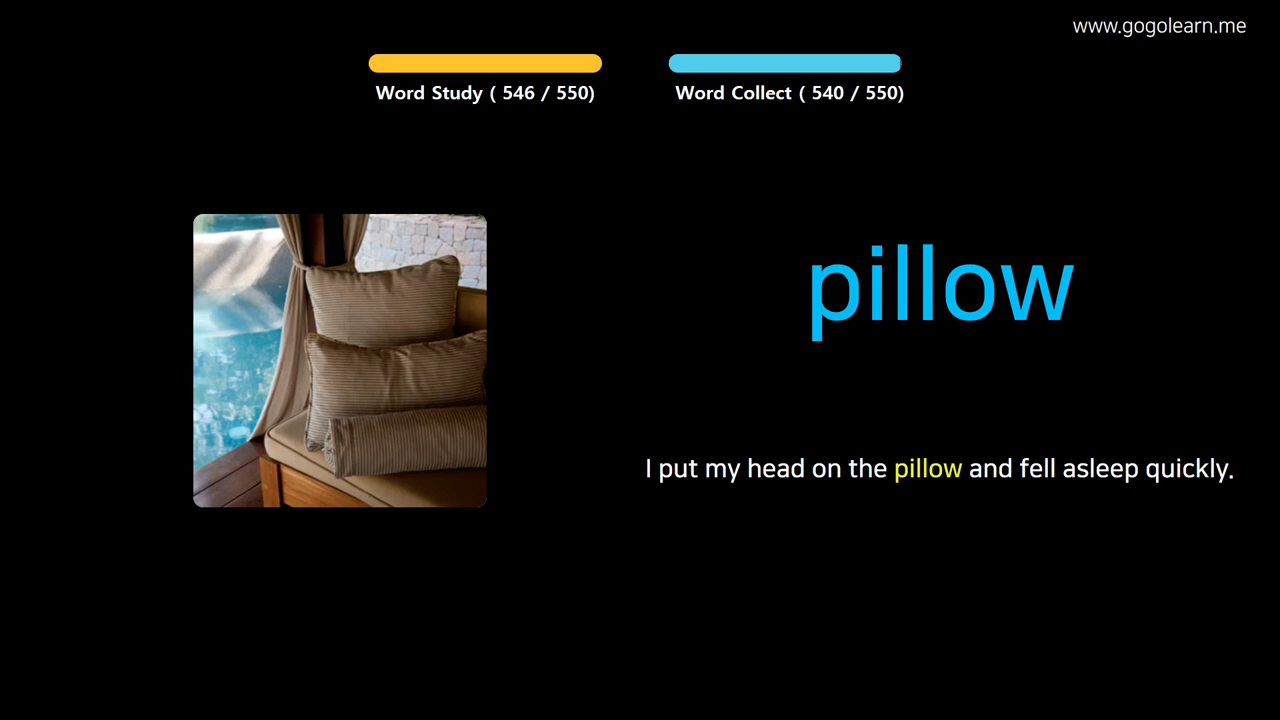 www.gogolearn.me
Word Study ( 546 / 550)
Word Collect ( 540 / 550)
pillow
I put my head on the pillow and fell asleep quickly.